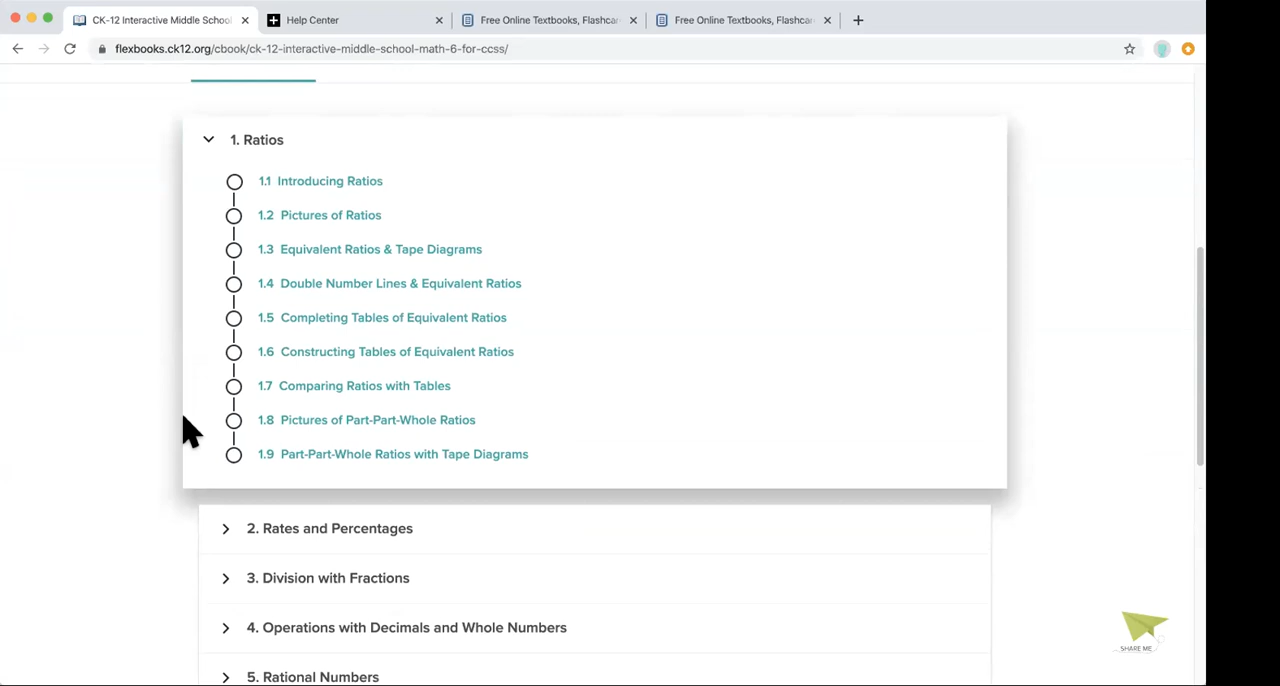 CK-12 Interactive Middle School
Help Center
Free Online Textbooks, Flashcar
Free Online Textbooks, Flashcar
flexbooks.ck12.org/cbook/ck-12-interactive-middle-school-math-6-for-ccss/
1. Ratios
1.1 Introducing Ratios
1.2 Pictures of Ratios
1.3 Equivalent Ratios & Tape Diagrams
1.4 Double Number Lines & Equivalent Ratios
1.5 Completing Tables of Equivalent Ratios
1.6 Constructing Tables of Equivalent Ratios
1.7 Comparing Ratios with Tables
1.8 Pictures of Part-Part-Whole Ratios
1.9 Part-Part-Whole Ratios with Tape Diagrams
2. Rates and Percentages
3. Division with Fractions
4. Operations with Decimals and Whole Numbers
5. Rational Numbers
SHARE ME